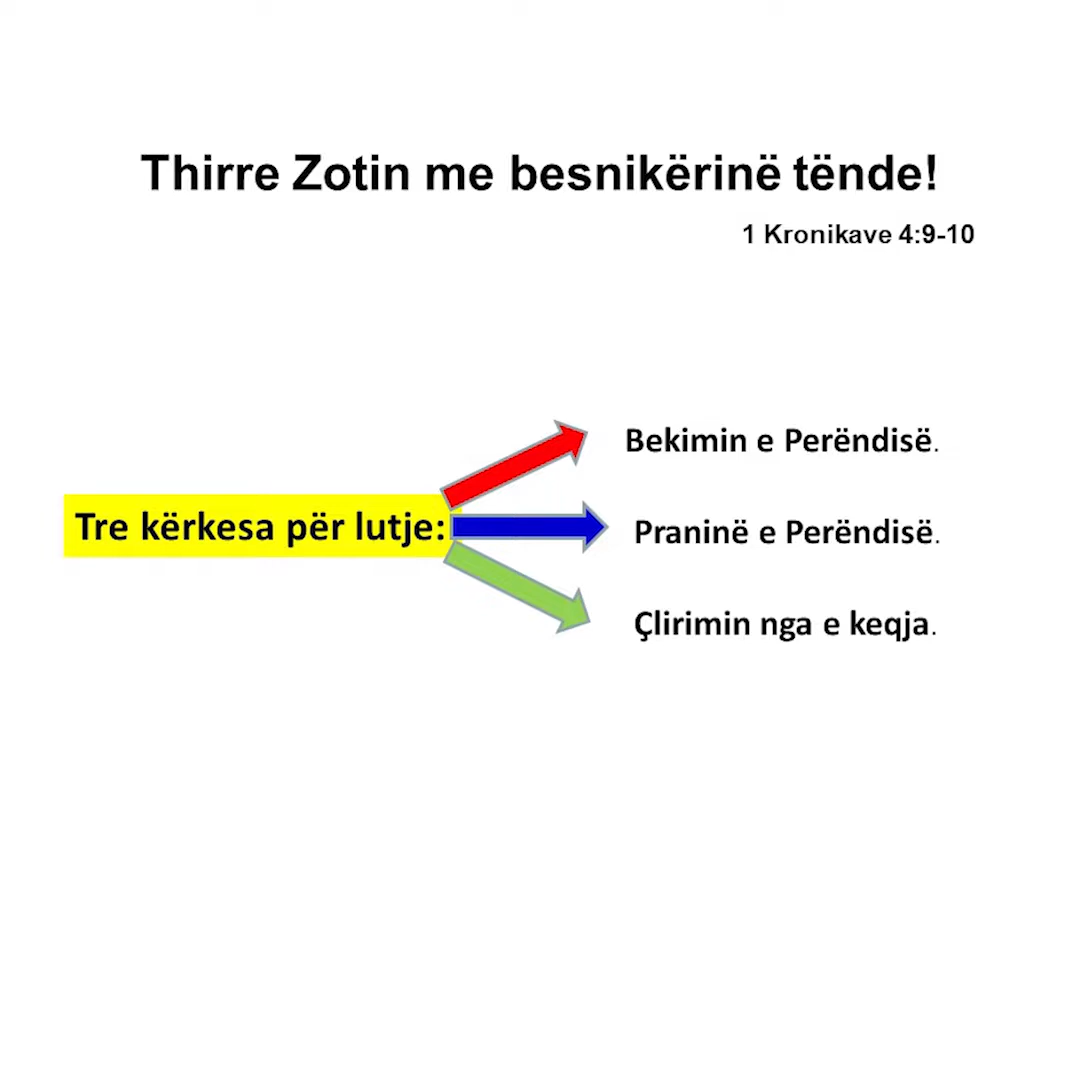 Thirre Zotin me besnikërinë tënde!
1 Kronikave 4:9-10
Bekimin e Perëndisë.
Tre kërkesa për lutje:
Praninë e Perëndisë.
Çlirimin nga e keqja.